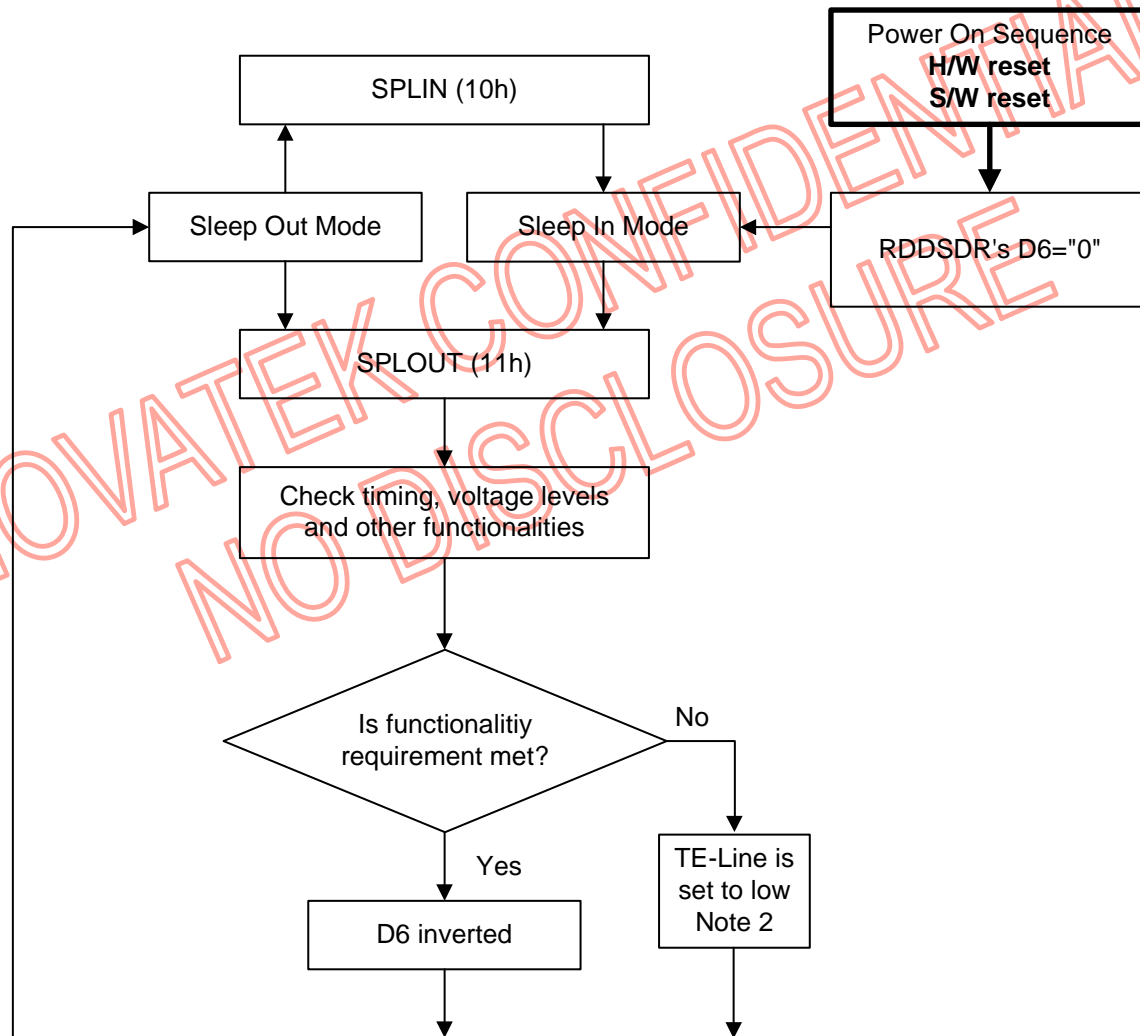 Power On Sequence
H/W reset
S/W reset
SPLIN (10h)
Sleep Out Mode
Sleep In Mode
RDDSDR's D6="0"
SPLOUT (11h)
Check timing, voltage levels
and other functionalities
Is functionalitiy
requirement met?
No
Yes
TE-Line is
set to low
Note 2
D6 inverted
OVATEK CONFIDENTIAL
NO DISCLOSURE